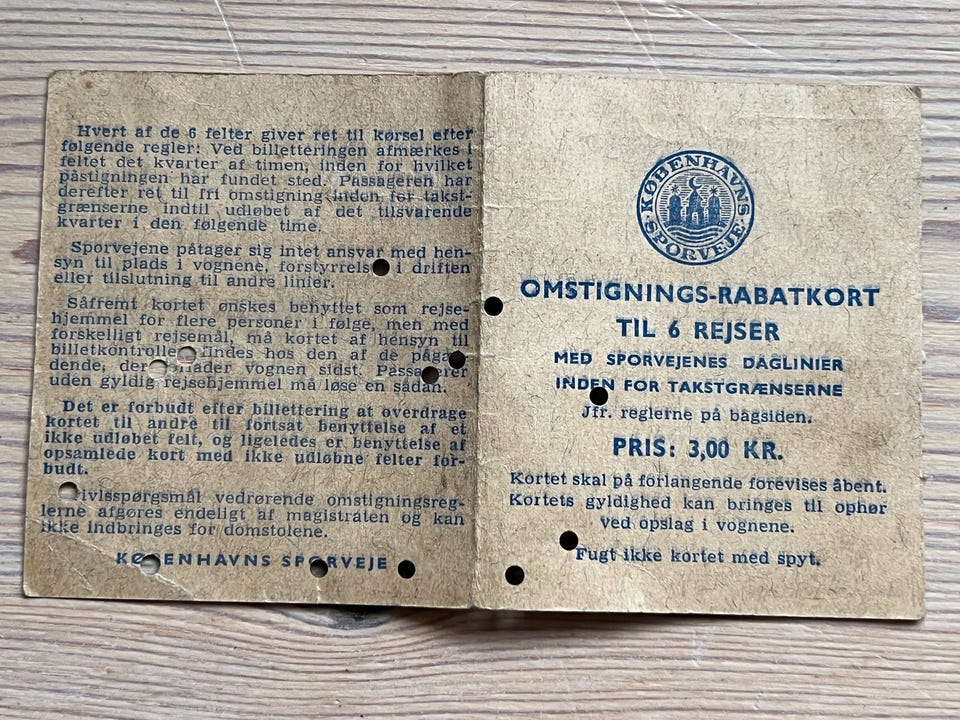 Hvert af de 6 felter giver ret til kørsel efter
følgende regler: Ved billetteringen afmærkes i
feltet det kvarter af timen, inden for hvilket
påstigningen har fundet sted. Passageren har
derefter ret til fri omstigning inden for takst-
grænserne indtil udløbet af det tilsvarende
kvarter i den følgende time.
Sporvejene påtager sig intet ansvar med hen-
syn til plads i vognene, forstyrrels i driften
eller tilslutning til andre linier.
Såfremt kortet ønskes benyttet som rejse-
hjemmel for flere personer i følge, men med
forskelligt rejsemål, må kortet af hensyn til
billetkontrolle findes hos den af de påga
dende, der lader vognen sidst. Passa er
uden gyldig rejsehjemmel må løse en sådan.
Det er forbudt efter billettering at overdrage
kortet til andre til fortsat benyttelse af et
ikke udløbet felt, og ligeledes er benyttelse af
opsamlede kort med ikke udløbne felter for-
budt.
ivlsspørgsmål vedrørende omstigningsreg-
lerne afgøres endeligt af magistraten og kan
ikke indbringes for domstolene.
KØBENHAVNS SPORVEJE
KØBENHAVNS SPORVEJE
OMSTIGNINGS-RABATKORT
TIL 6 REJSER
MED SPORVEJENES DAGLINIER
INDEN FOR TAKSTGRÆNSERNE
Jfr. reglerne på bagsiden.
PRIS: 3,00 KR.
Kortet skal på forlangende forevises åbent.
Kortets gyldighed kan bringes til ophør
ved opslag i vognene.
Fugt ikke kortet med spyt.